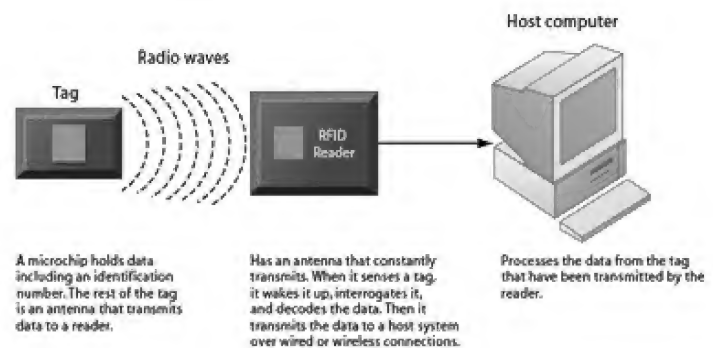 Host computer
Radio waves
Tag
RFID
Reader
A microchip holds data
including an identification
number. The rest of the tag
is an antenna that transmits
data to a reader.
Has an antenna that constantly
transmits. When it senses a tag,
it wakes it up, interrogates it,
and decodes the data. Then it
transmits the data to a host system
over wired or wireless connections.
Processes the data from the tag
that have been transmitted by the
reader.